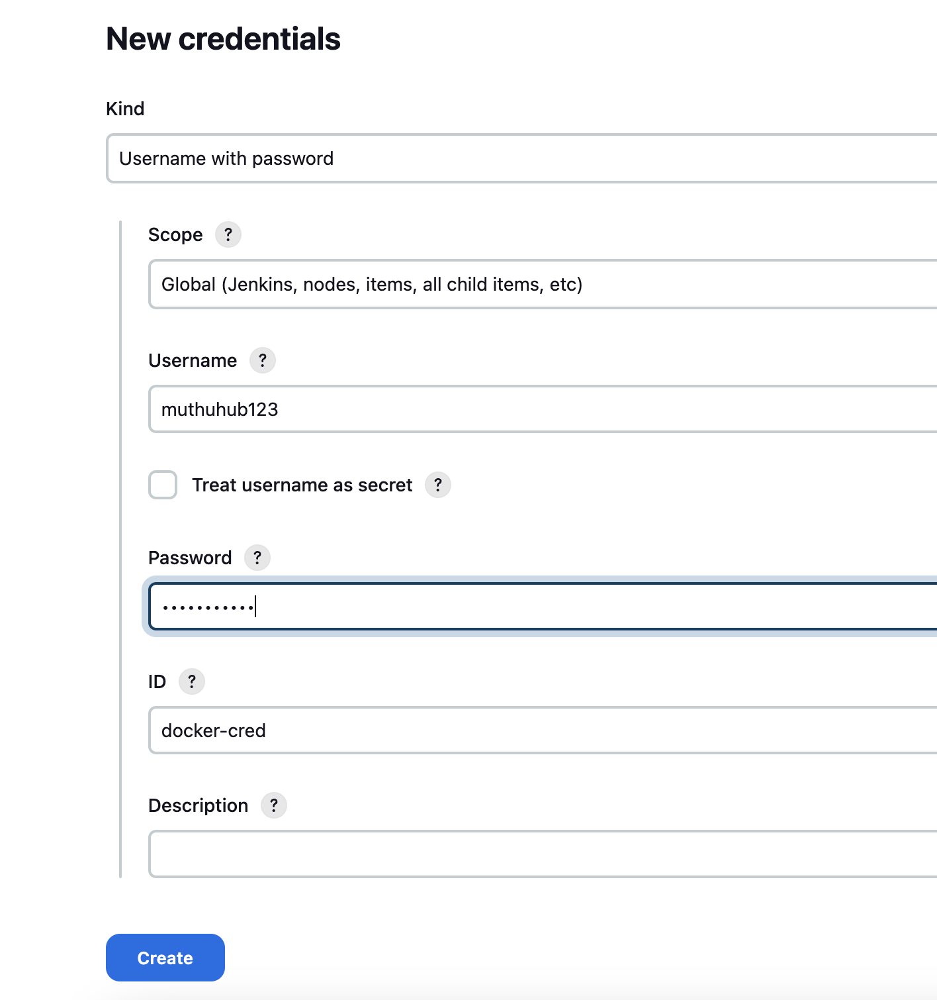 New credentials
Kind
Username with password
Scope ?
Global (Jenkins, nodes, items, all child items, etc)
Username ?
muthuhub123
Treat username as secret ?
Password ?
•••••••••••
ID ?
docker-cred
Description ?
Create